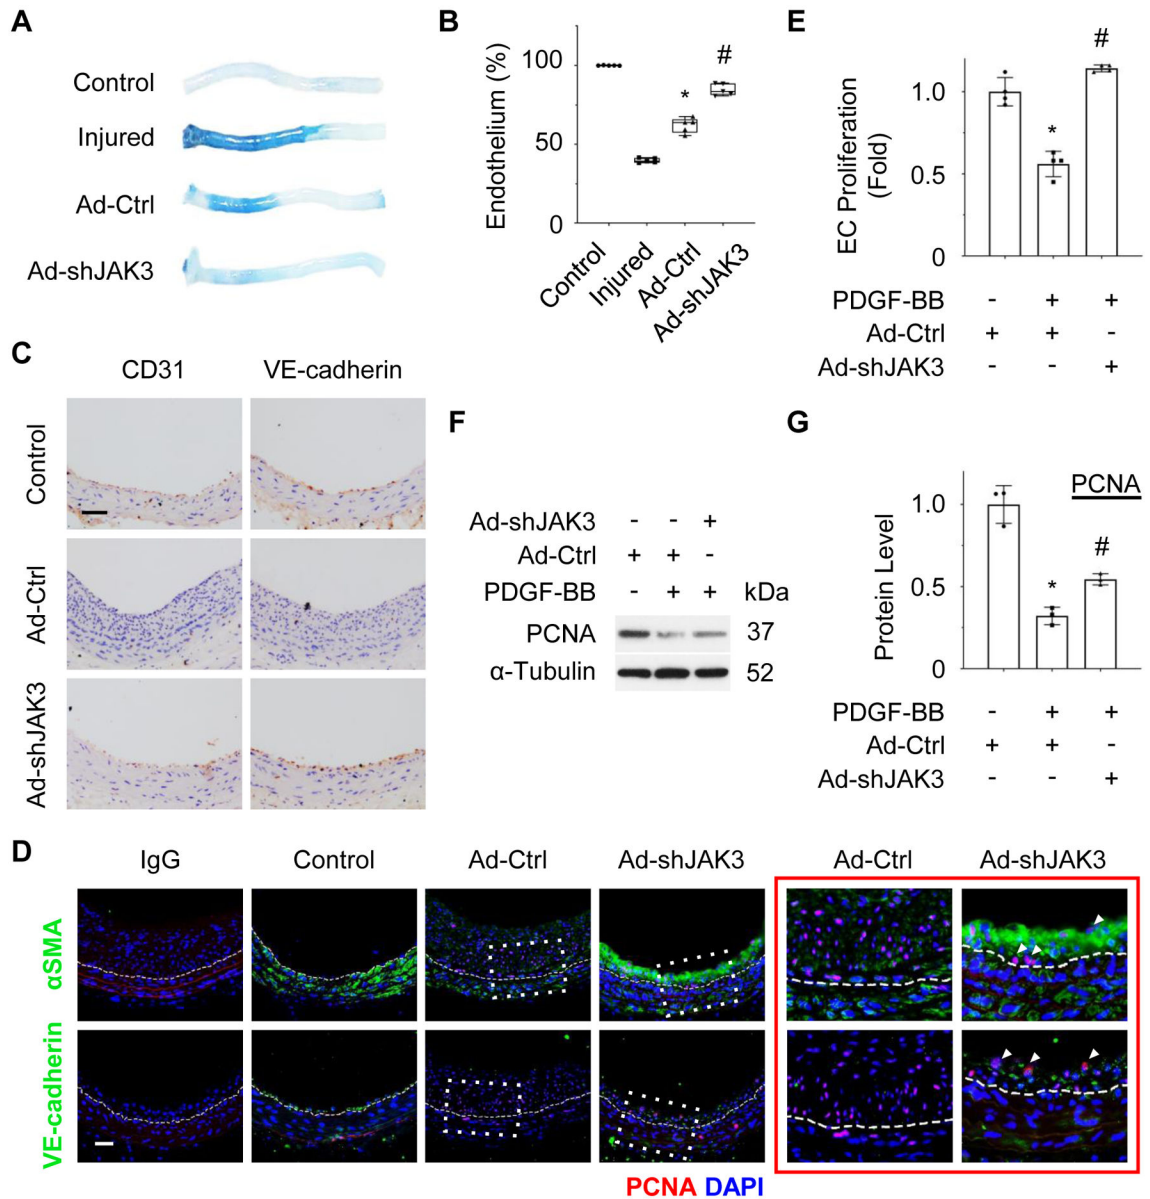 A
Control
Injured
Ad-Ctrl
Ad-shJAK3
B
Endothelium (%)
100
50
0
*
#
Control
Injured
Ad-Ctrl
Ad-shJAK3
E
EC Proliferation
(Fold)
1.0
0.5
0
*
#
PDGF-BB - + +
Ad-Ctrl + + -
Ad-shJAK3 - - +
C
CD31 VE-cadherin
Control
Ad-Ctrl
Ad-shJAK3
F
Ad-shJAK3 - - +
Ad-Ctrl + + -
PDGF-BB - + + kDa
PCNA 37
α-Tubulin 52
G
PCNA
Protein Level
1.0
0.5
0
*
#
PDGF-BB - + +
Ad-Ctrl + + -
Ad-shJAK3 - - +
D
IgG Control Ad-Ctrl Ad-shJAK3 Ad-Ctrl Ad-shJAK3
αSMA
VE-cadherin
PCNA DAPI